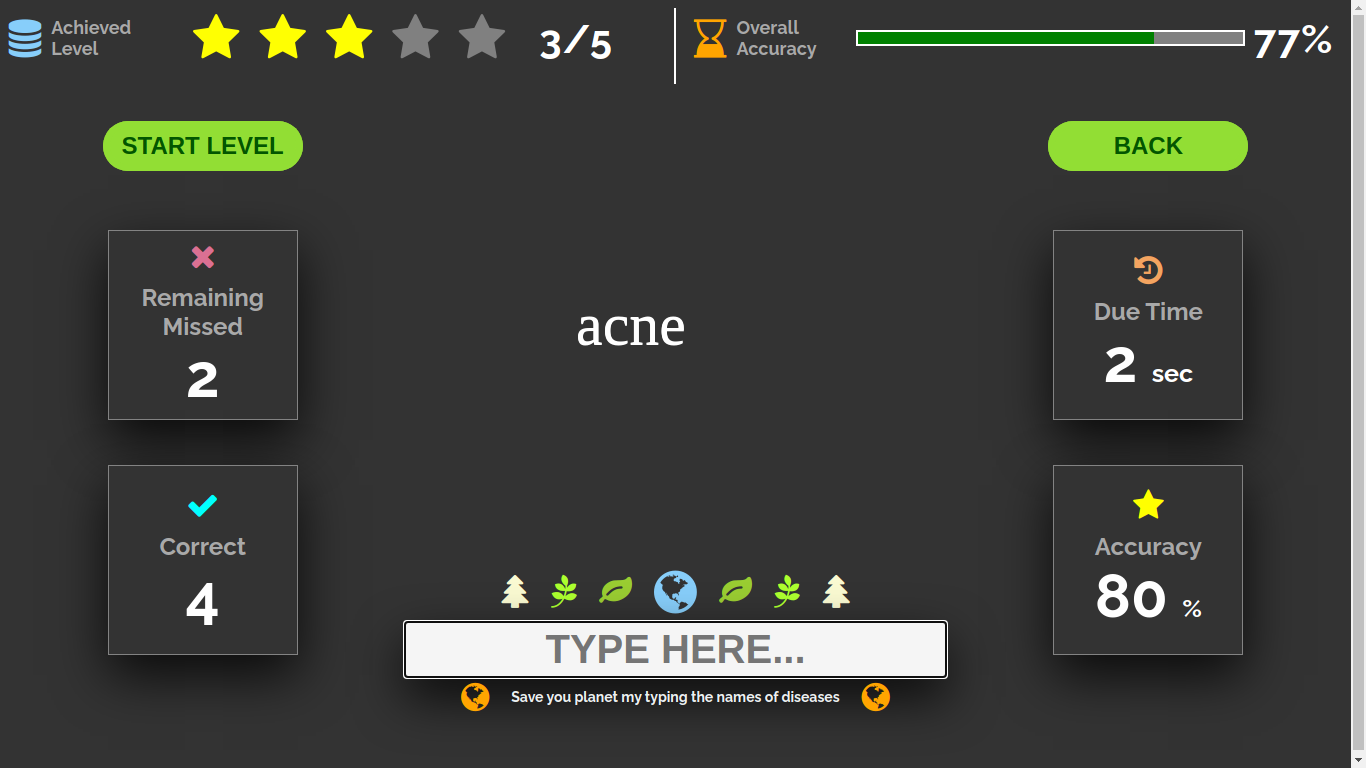 Achieved
Level
3/5
Overall
Accuracy
77%
START LEVEL
BACK
Remaining
Missed
2
acne
Due Time
2 sec
Correct
4
Accuracy
80 %
TYPE HERE...
Save you planet my typing the names of diseases